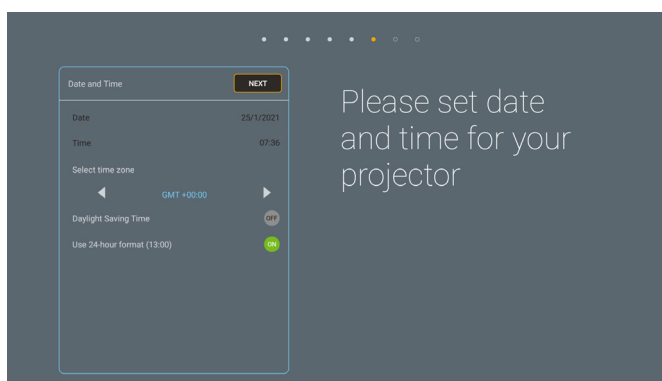 Date and Time NEXT
Date 25/1/2021
Time 07:36
Select time zone
GMT +00:00
Daylight Saving Time OFF
Use 24-hour format (13:00) ON
Please set date
and time for your
projector